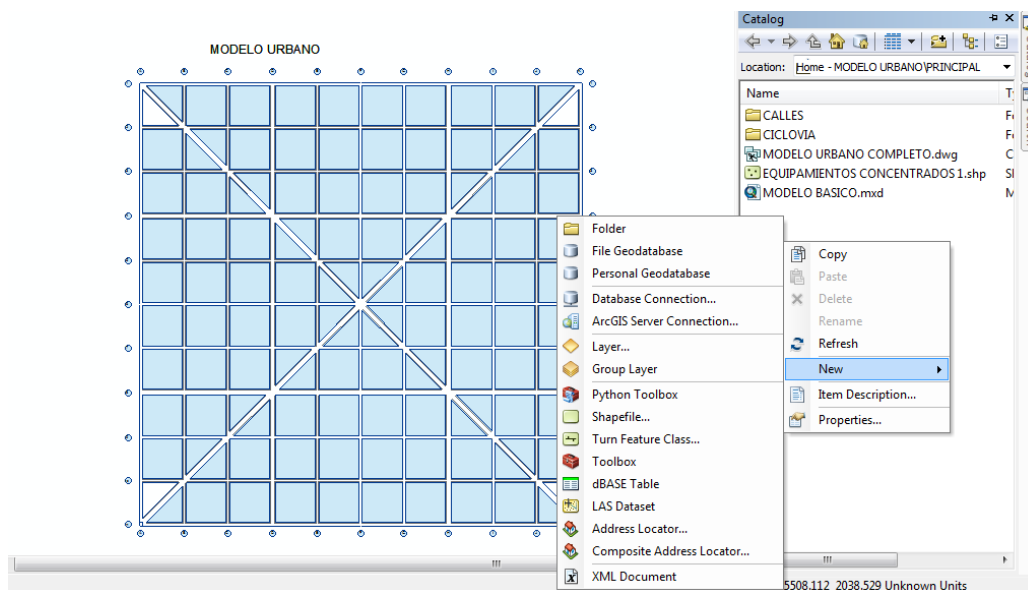 MODELO URBANO
Catalog
Location: Home - MODELO URBANO\PRINCIPAL
Name
CALLES
CICLOVIA
MODELO URBANO COMPLETO.dwg
EQUIPAMIENTOS CONCENTRADOS 1.shp
MODELO BASICO.mxd
Folder
File Geodatabase
Personal Geodatabase
Database Connection...
ArcGIS Server Connection...
Layer...
Group Layer
Python Toolbox
Shapefile...
Turn Feature Class...
Toolbox
dBASE Table
LAS Dataset
Address Locator...
Composite Address Locator...
XML Document
Copy
Paste
Delete
Rename
Refresh
New
Item Description...
Properties...
5508.112 2038.529 Unknown Units